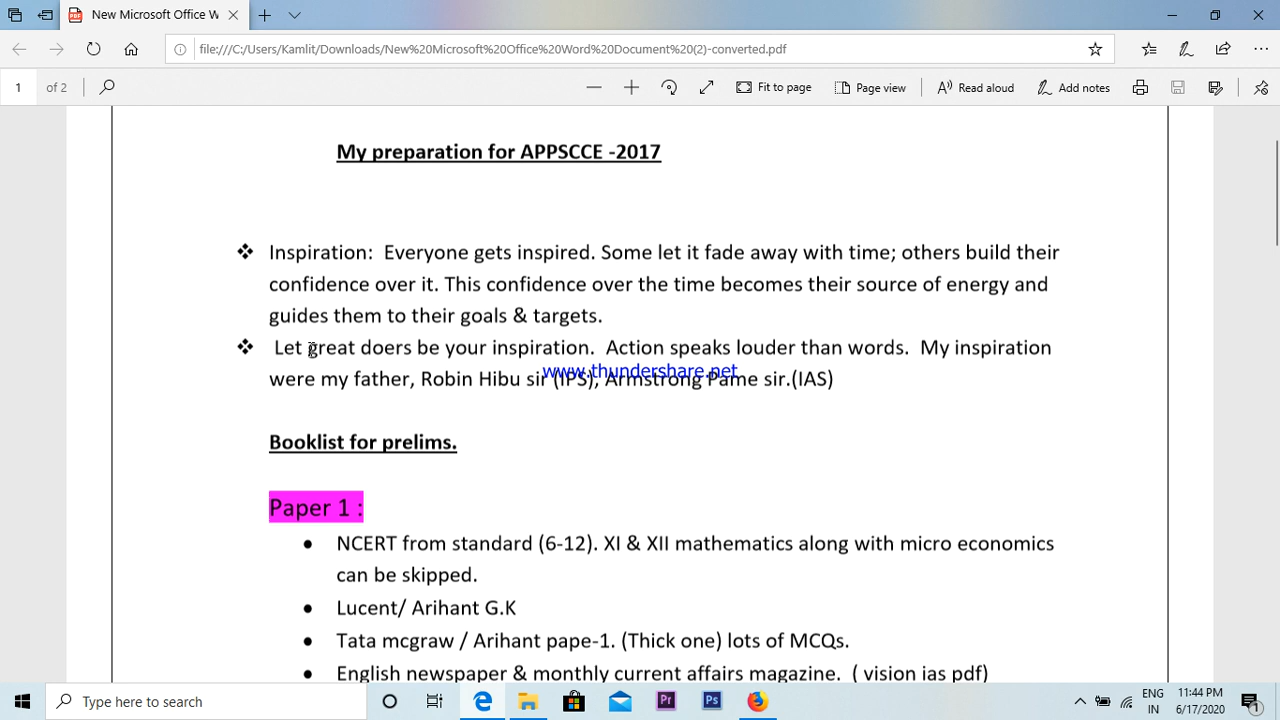 New Microsoft Office W
file:///C:/Users/Kamlit/Downloads/New%20Microsoft%20Office%20Word%20Document%20(2)-converted.pdf
1 of 2
Fit to page
Page view
Read aloud
Add notes
My preparation for APPSCCE -2017
❖ Inspiration: Everyone gets inspired. Some let it fade away with time; others build their
confidence over it. This confidence over the time becomes their source of energy and
guides them to their goals & targets.
❖ Let great doers be your inspiration. Action speaks louder than words. My inspiration
www.thundershare.net
were my father, Robin Hibu sir (IPS), Armstrong Pame sir.(IAS)
Booklist for prelims.
Paper 1 :
• NCERT from standard (6-12). XI & XII mathematics along with micro economics
can be skipped.
• Lucent/ Arihant G.K
• Tata mcgraw / Arihant pape-1. (Thick one) lots of MCQs.
• English newspaper & monthly current affairs magazine. ( vision ias pdf)
Type here to search
Pr
Ps
ENG
IN
11:44 PM
6/17/2020
1